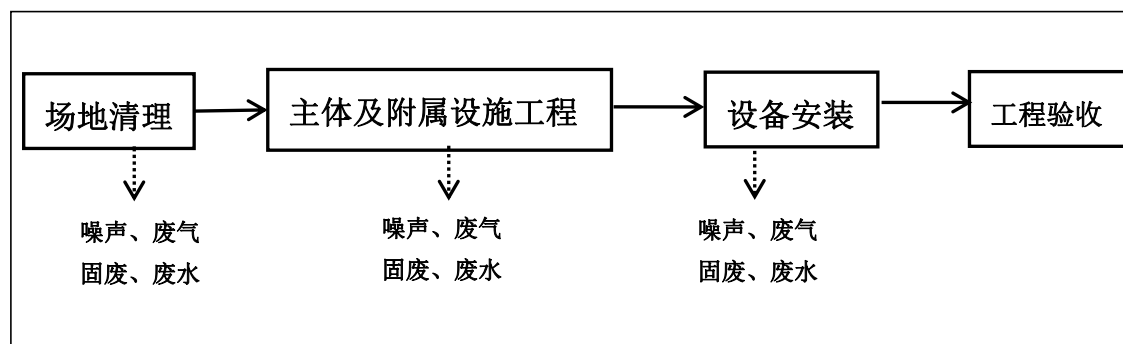 场地清理
主体及附属设施工程
设备安装
工程验收
噪声、废气
固废、废水
噪声、废气
固废、废水
噪声、废气
固废、废水